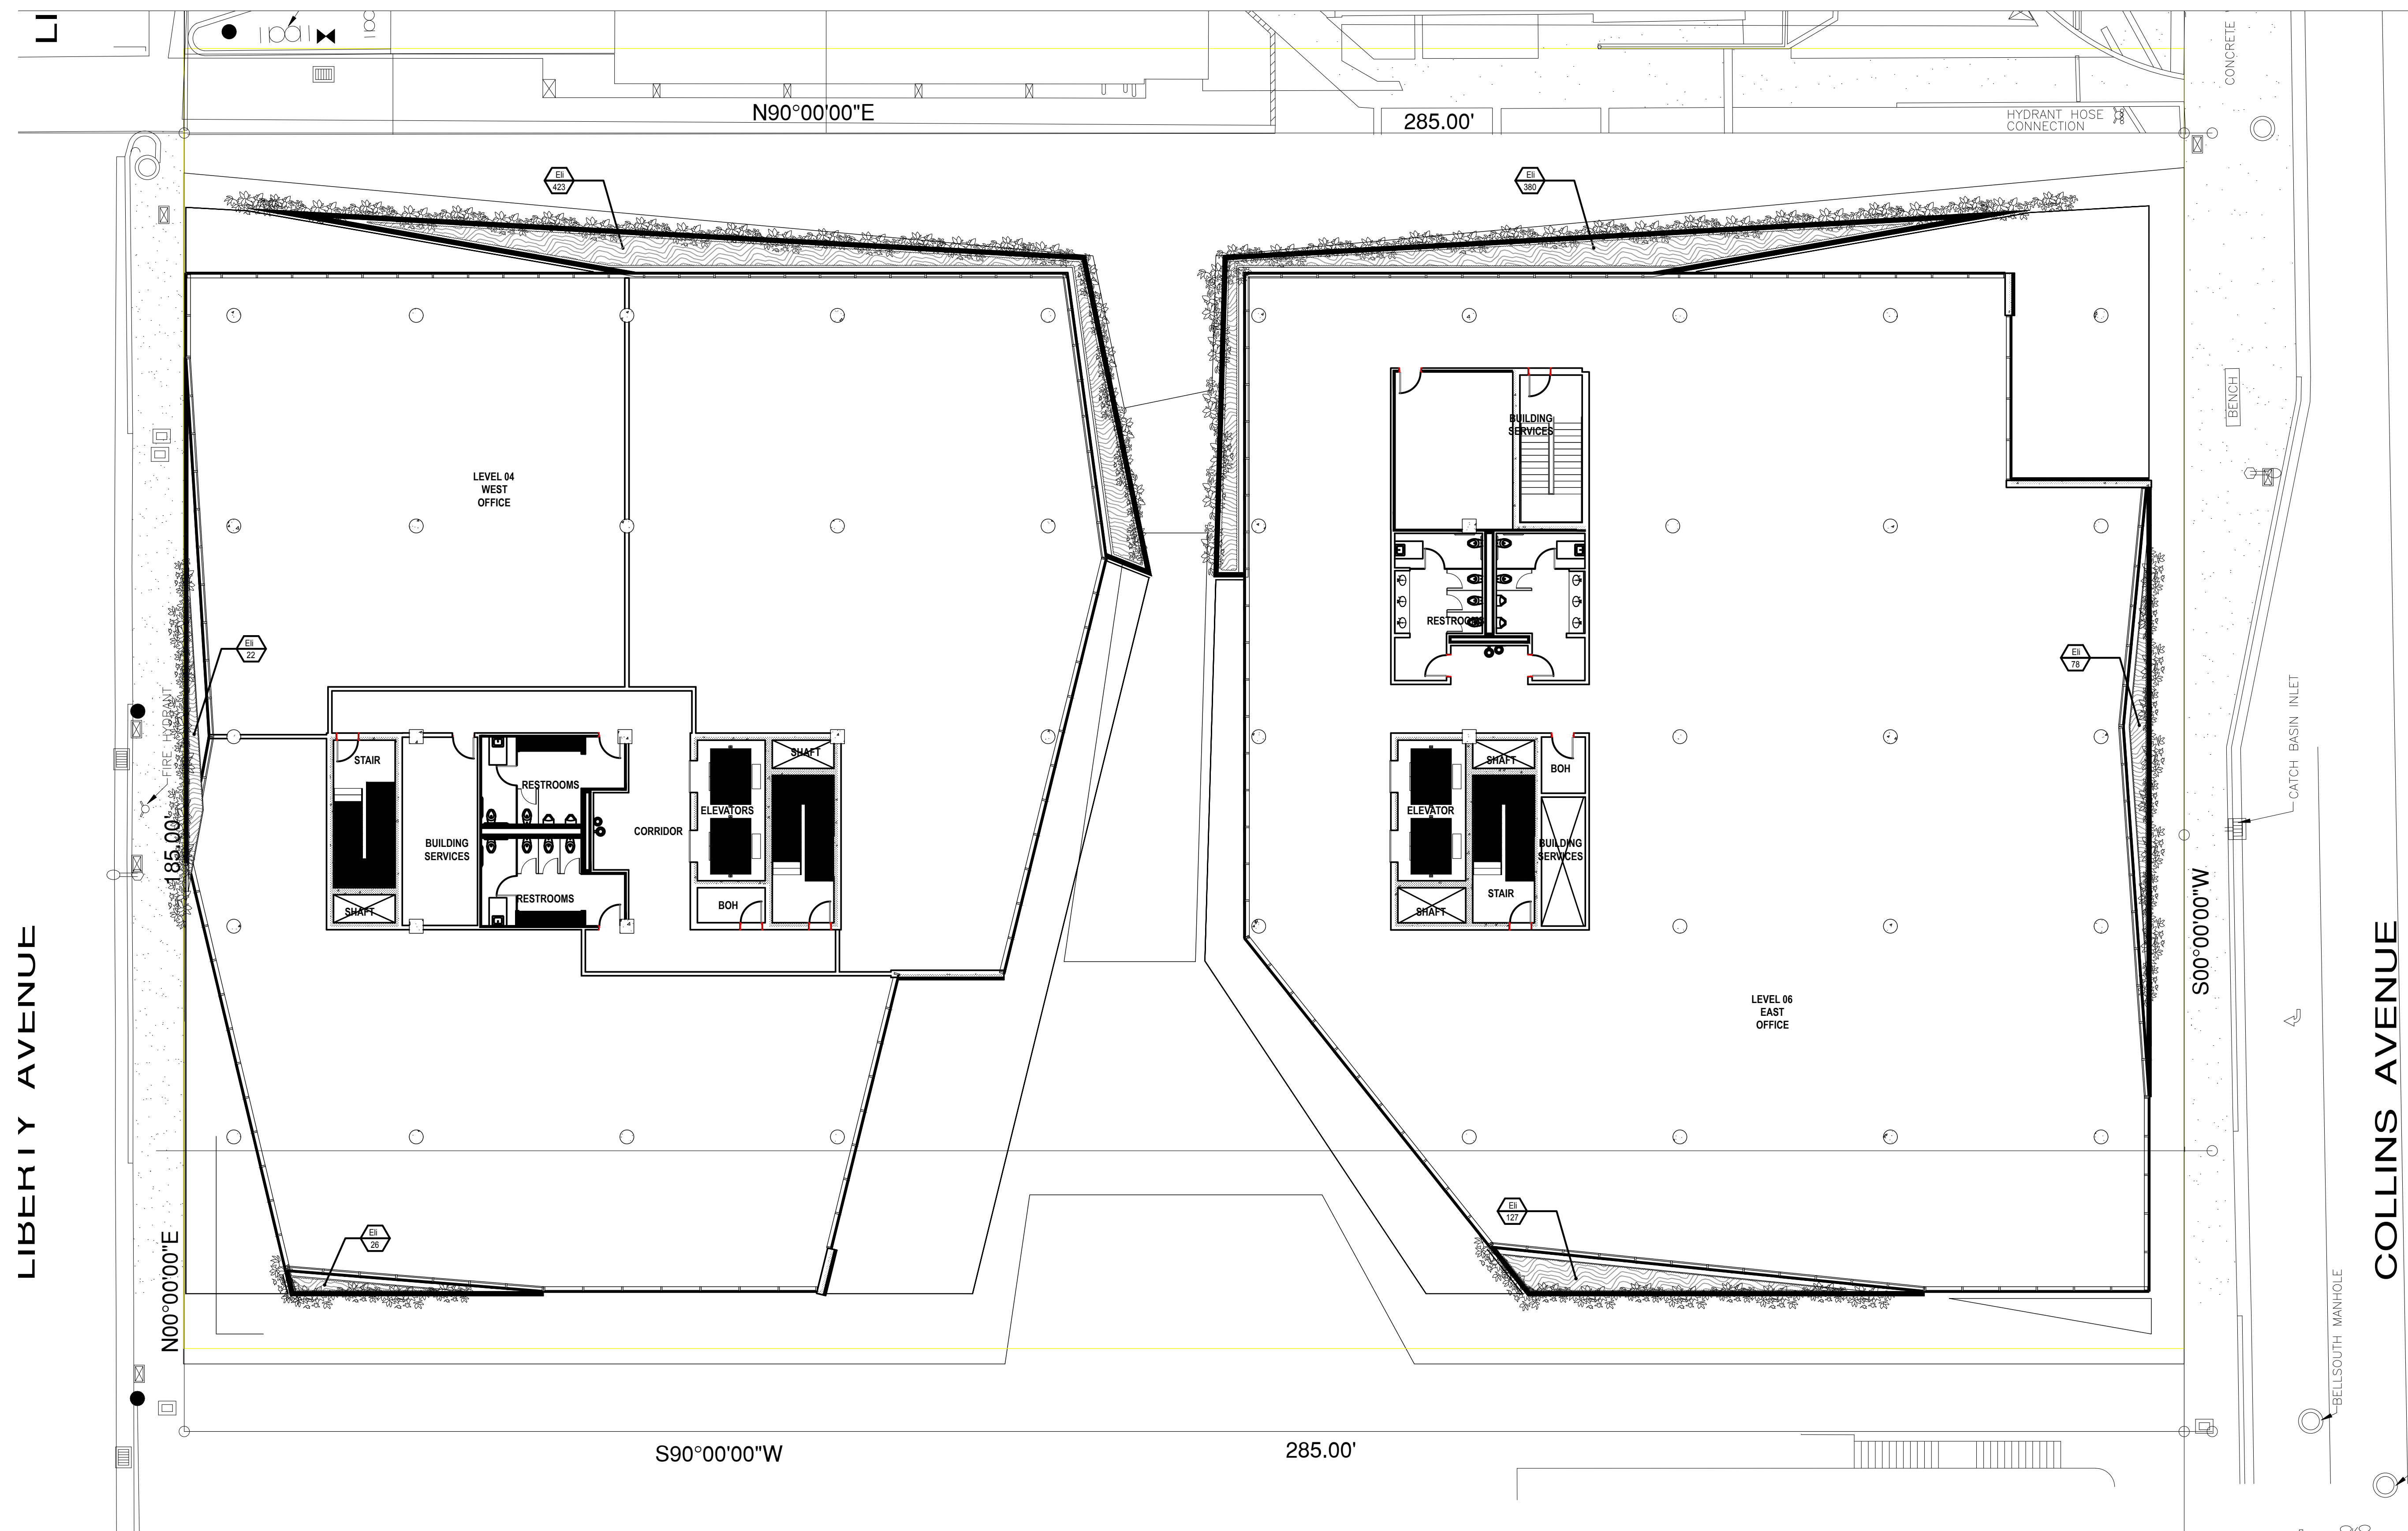 LI
N90°00'00"E
285.00'
HYDRANT HOSE
CONNECTION
CONCRETE
Eli
423
Eli
380
BENCH
LEVEL 04
WEST
OFFICE
BUILDING
SERVICES
RESTROOMS
Eli
22
Eli
78
FIRE HYDRANT
CATCH BASIN INLET
STAIR
SHAFT
RESTROOMS
ELEVATORS
CORRIDOR
BUILDING
SERVICES
RESTROOMS
SHAFT
BOH
SHAFT
BOH
ELEVATOR
BUILDING
SERVICES
STAIR
SHAFT
185.00'
LIBERTY AVENUE
S00°00'00"W
COLLINS AVENUE
LEVEL 06
EAST
OFFICE
Eli
127
Eli
26
N00°00'00"E
BELLSOUTH MANHOLE
S90°00'00"W
285.00'